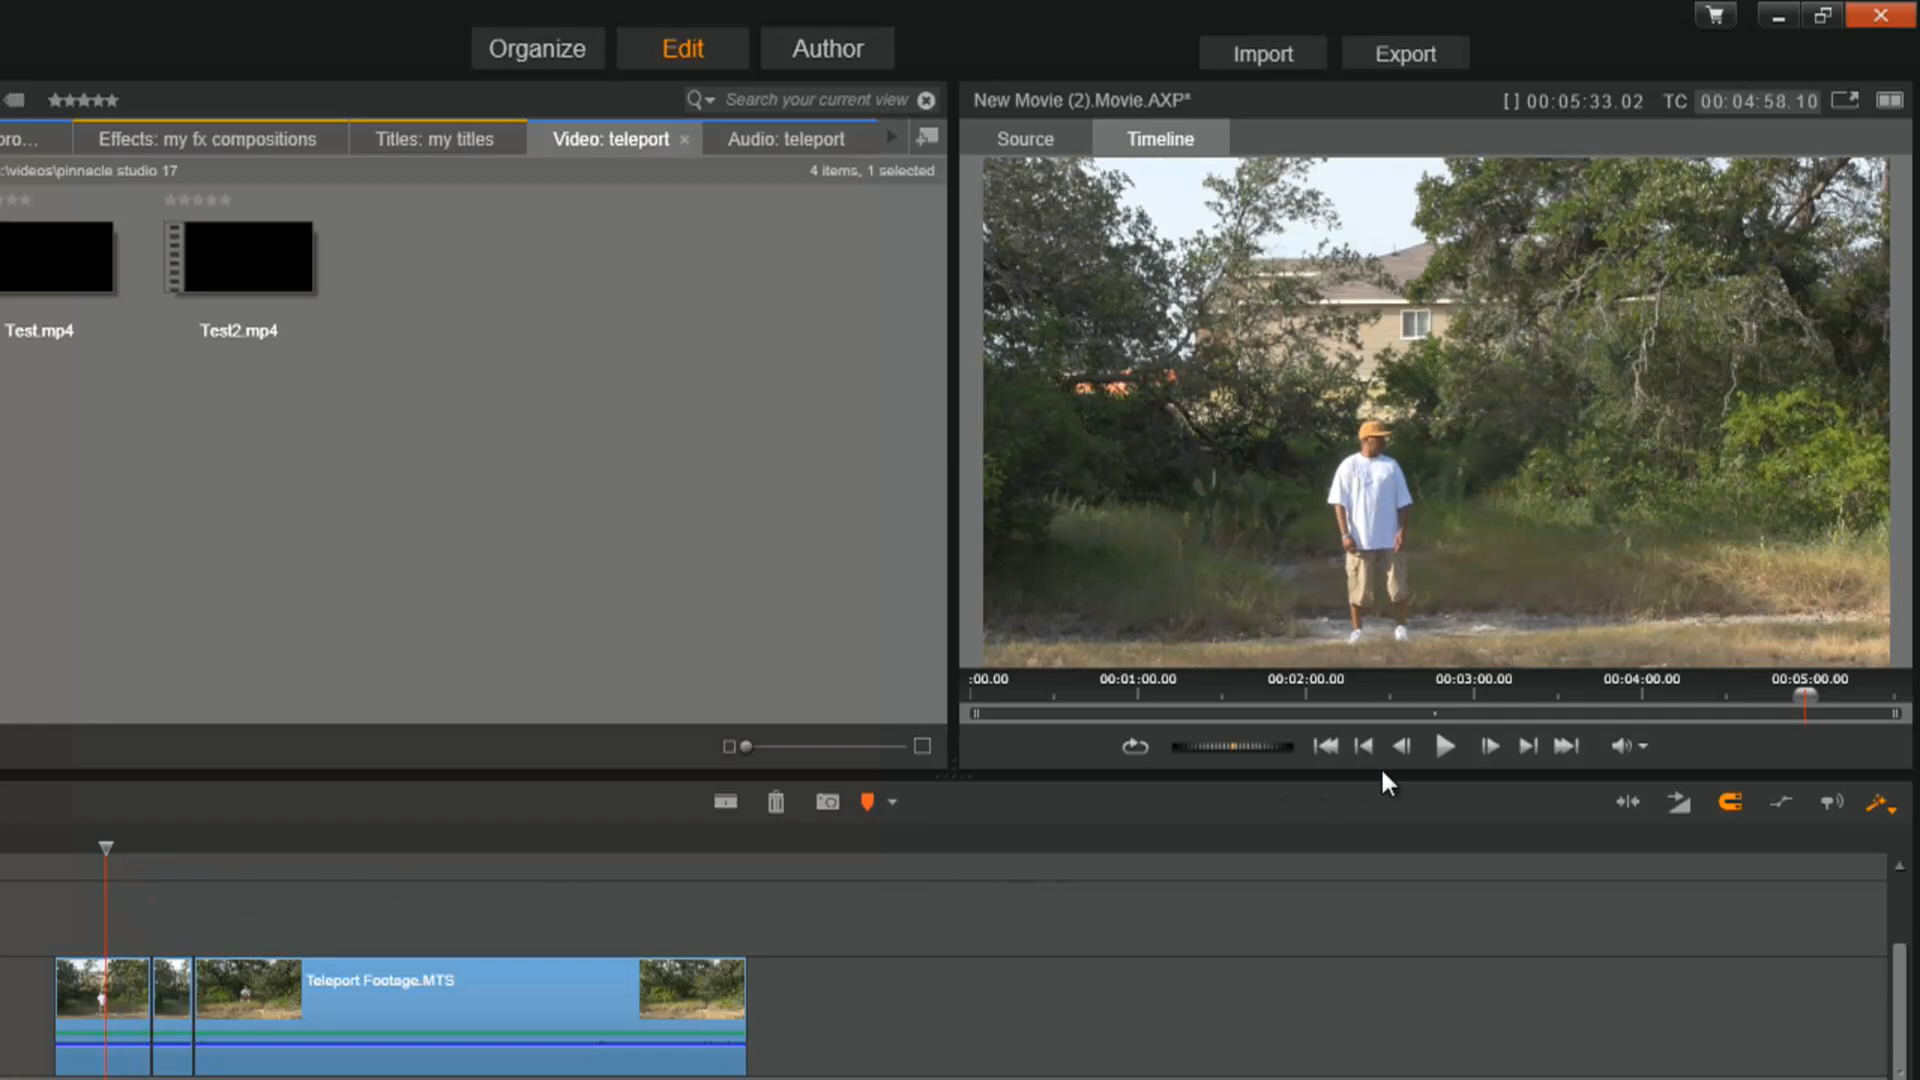 Organize Edit Author Import Export
Search your current view
New Movie (2).Movie.AXP* [] 00:05:33.02 TC 00:04:58.10
pro... Effects: my fx compositions Titles: my titles Video: teleport × Audio: teleport
Source Timeline
:\videos\pinnacle studio 17 4 items, 1 selected
Test.mp4 Test2.mp4
:00.00 00:01:00.00 00:02:00.00 00:03:00.00 00:04:00.00 00:05:00.00
Teleport Footage.MTS